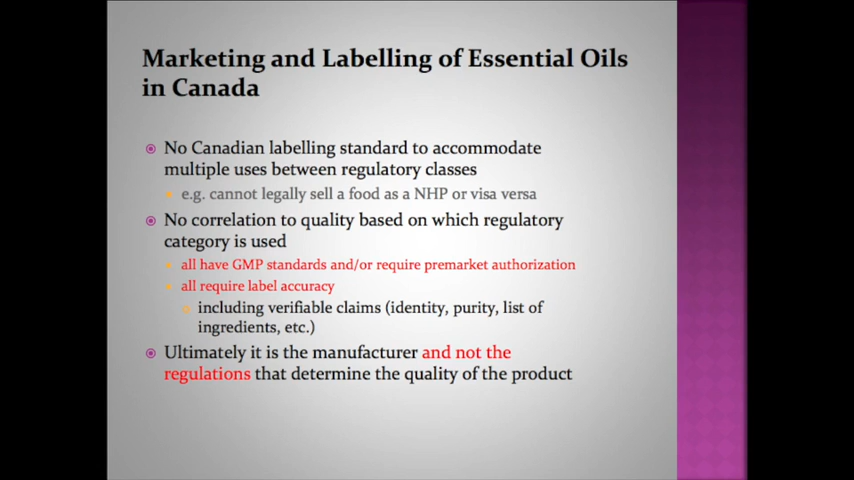 Marketing and Labelling of Essential Oils
in Canada
No Canadian labelling standard to accommodate
multiple uses between regulatory classes
e.g. cannot legally sell a food as a NHP or visa versa
No correlation to quality based on which regulatory
category is used
all have GMP standards and/or require premarket authorization
all require label accuracy
including verifiable claims (identity, purity, list of
ingredients, etc.)
Ultimately it is the manufacturer and not the
regulations that determine the quality of the product